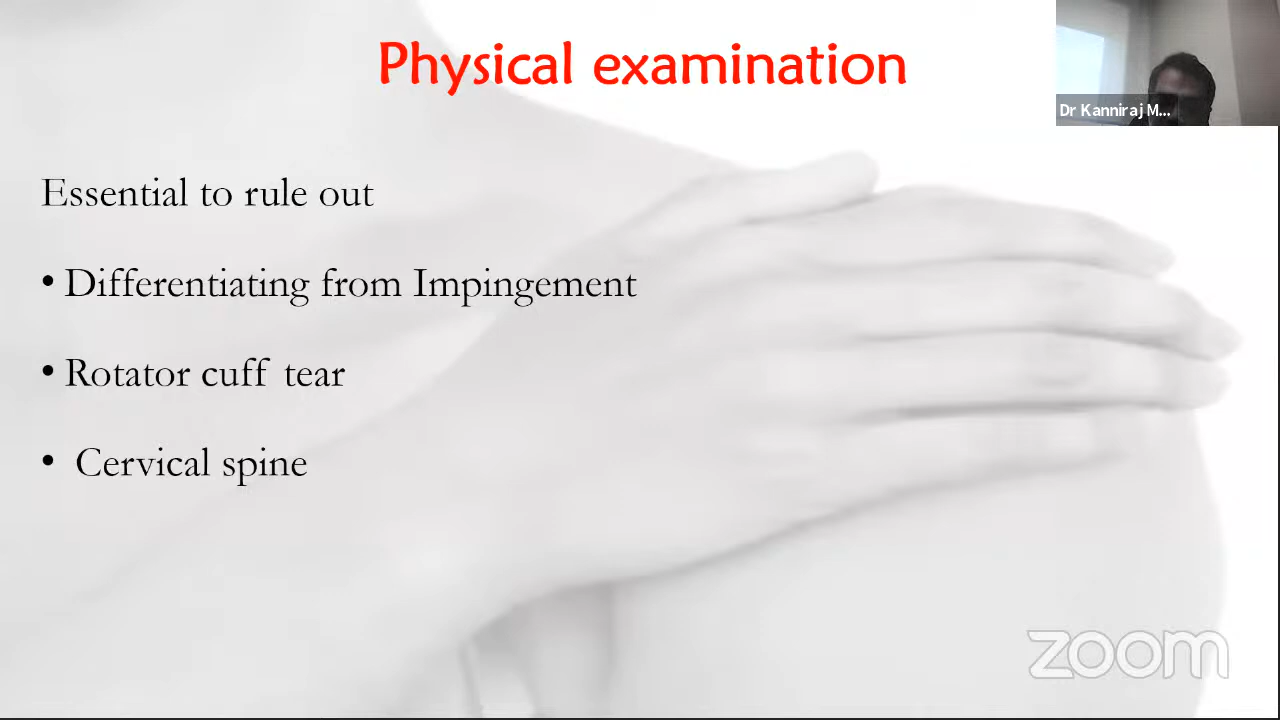 Physical examination
Dr Kanniraj M...
Essential to rule out
• Differentiating from Impingement
• Rotator cuff tear
• Cervical spine
zoom